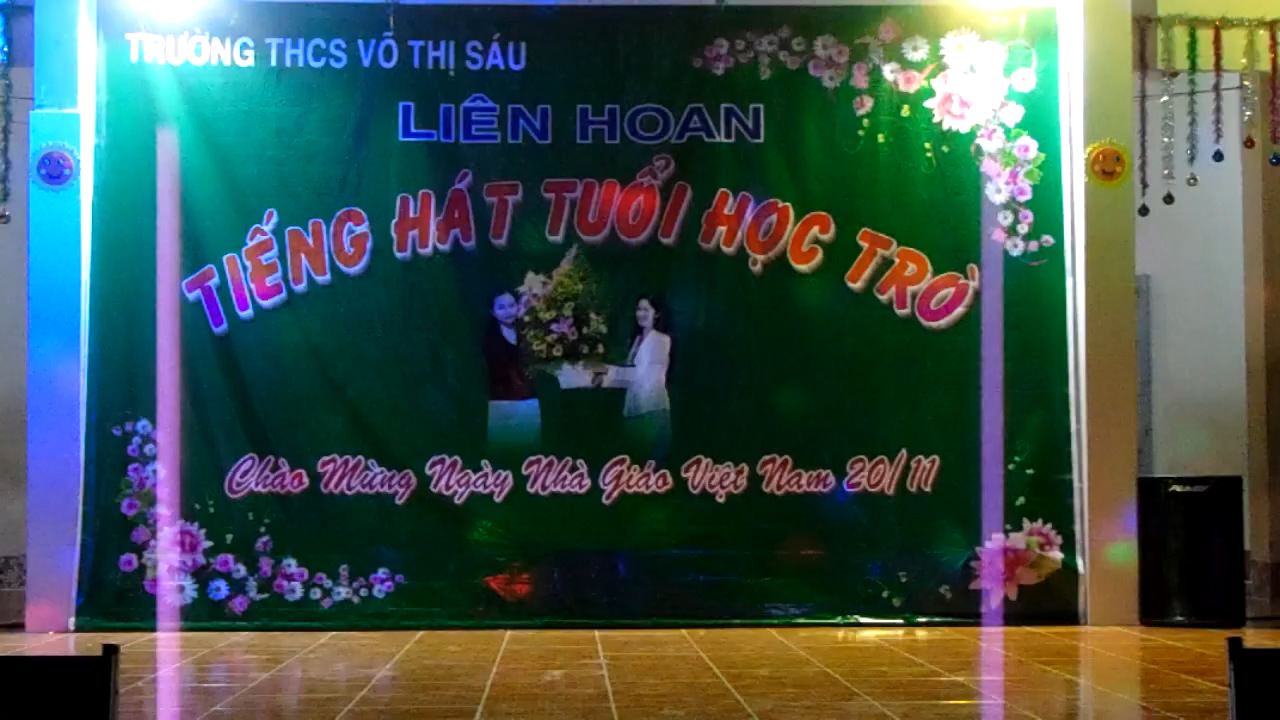 TRƯỜNG THCS VÕ THỊ SÁU
LIÊN HOAN
TIẾNG HÁT TUỔI HỌC TRÒ
Chào Mừng Ngày Nhà Giáo Việt Nam 20/11